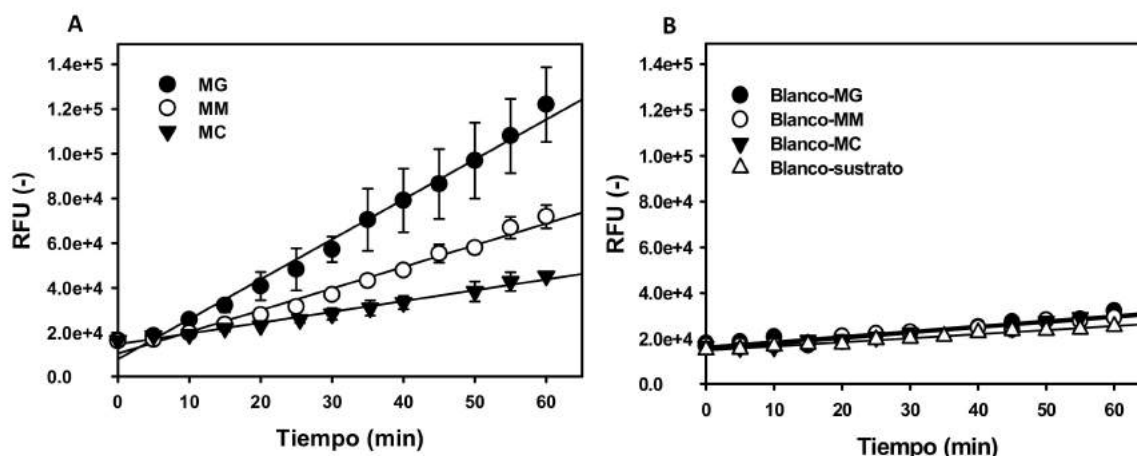 A
RFU (-)
1.4e+5
1.2e+5
1.0e+5
8.0e+4
6.0e+4
4.0e+4
2.0e+4
0.0
MG
MM
MC
0 10 20 30 40 50 60
Tiempo (min)
B
RFU (-)
1.4e+5
1.2e+5
1.0e+5
8.0e+4
6.0e+4
4.0e+4
2.0e+4
0.0
Blanco-MG
Blanco-MM
Blanco-MC
Blanco-sustrato
0 10 20 30 40 50 60
Tiempo (min)